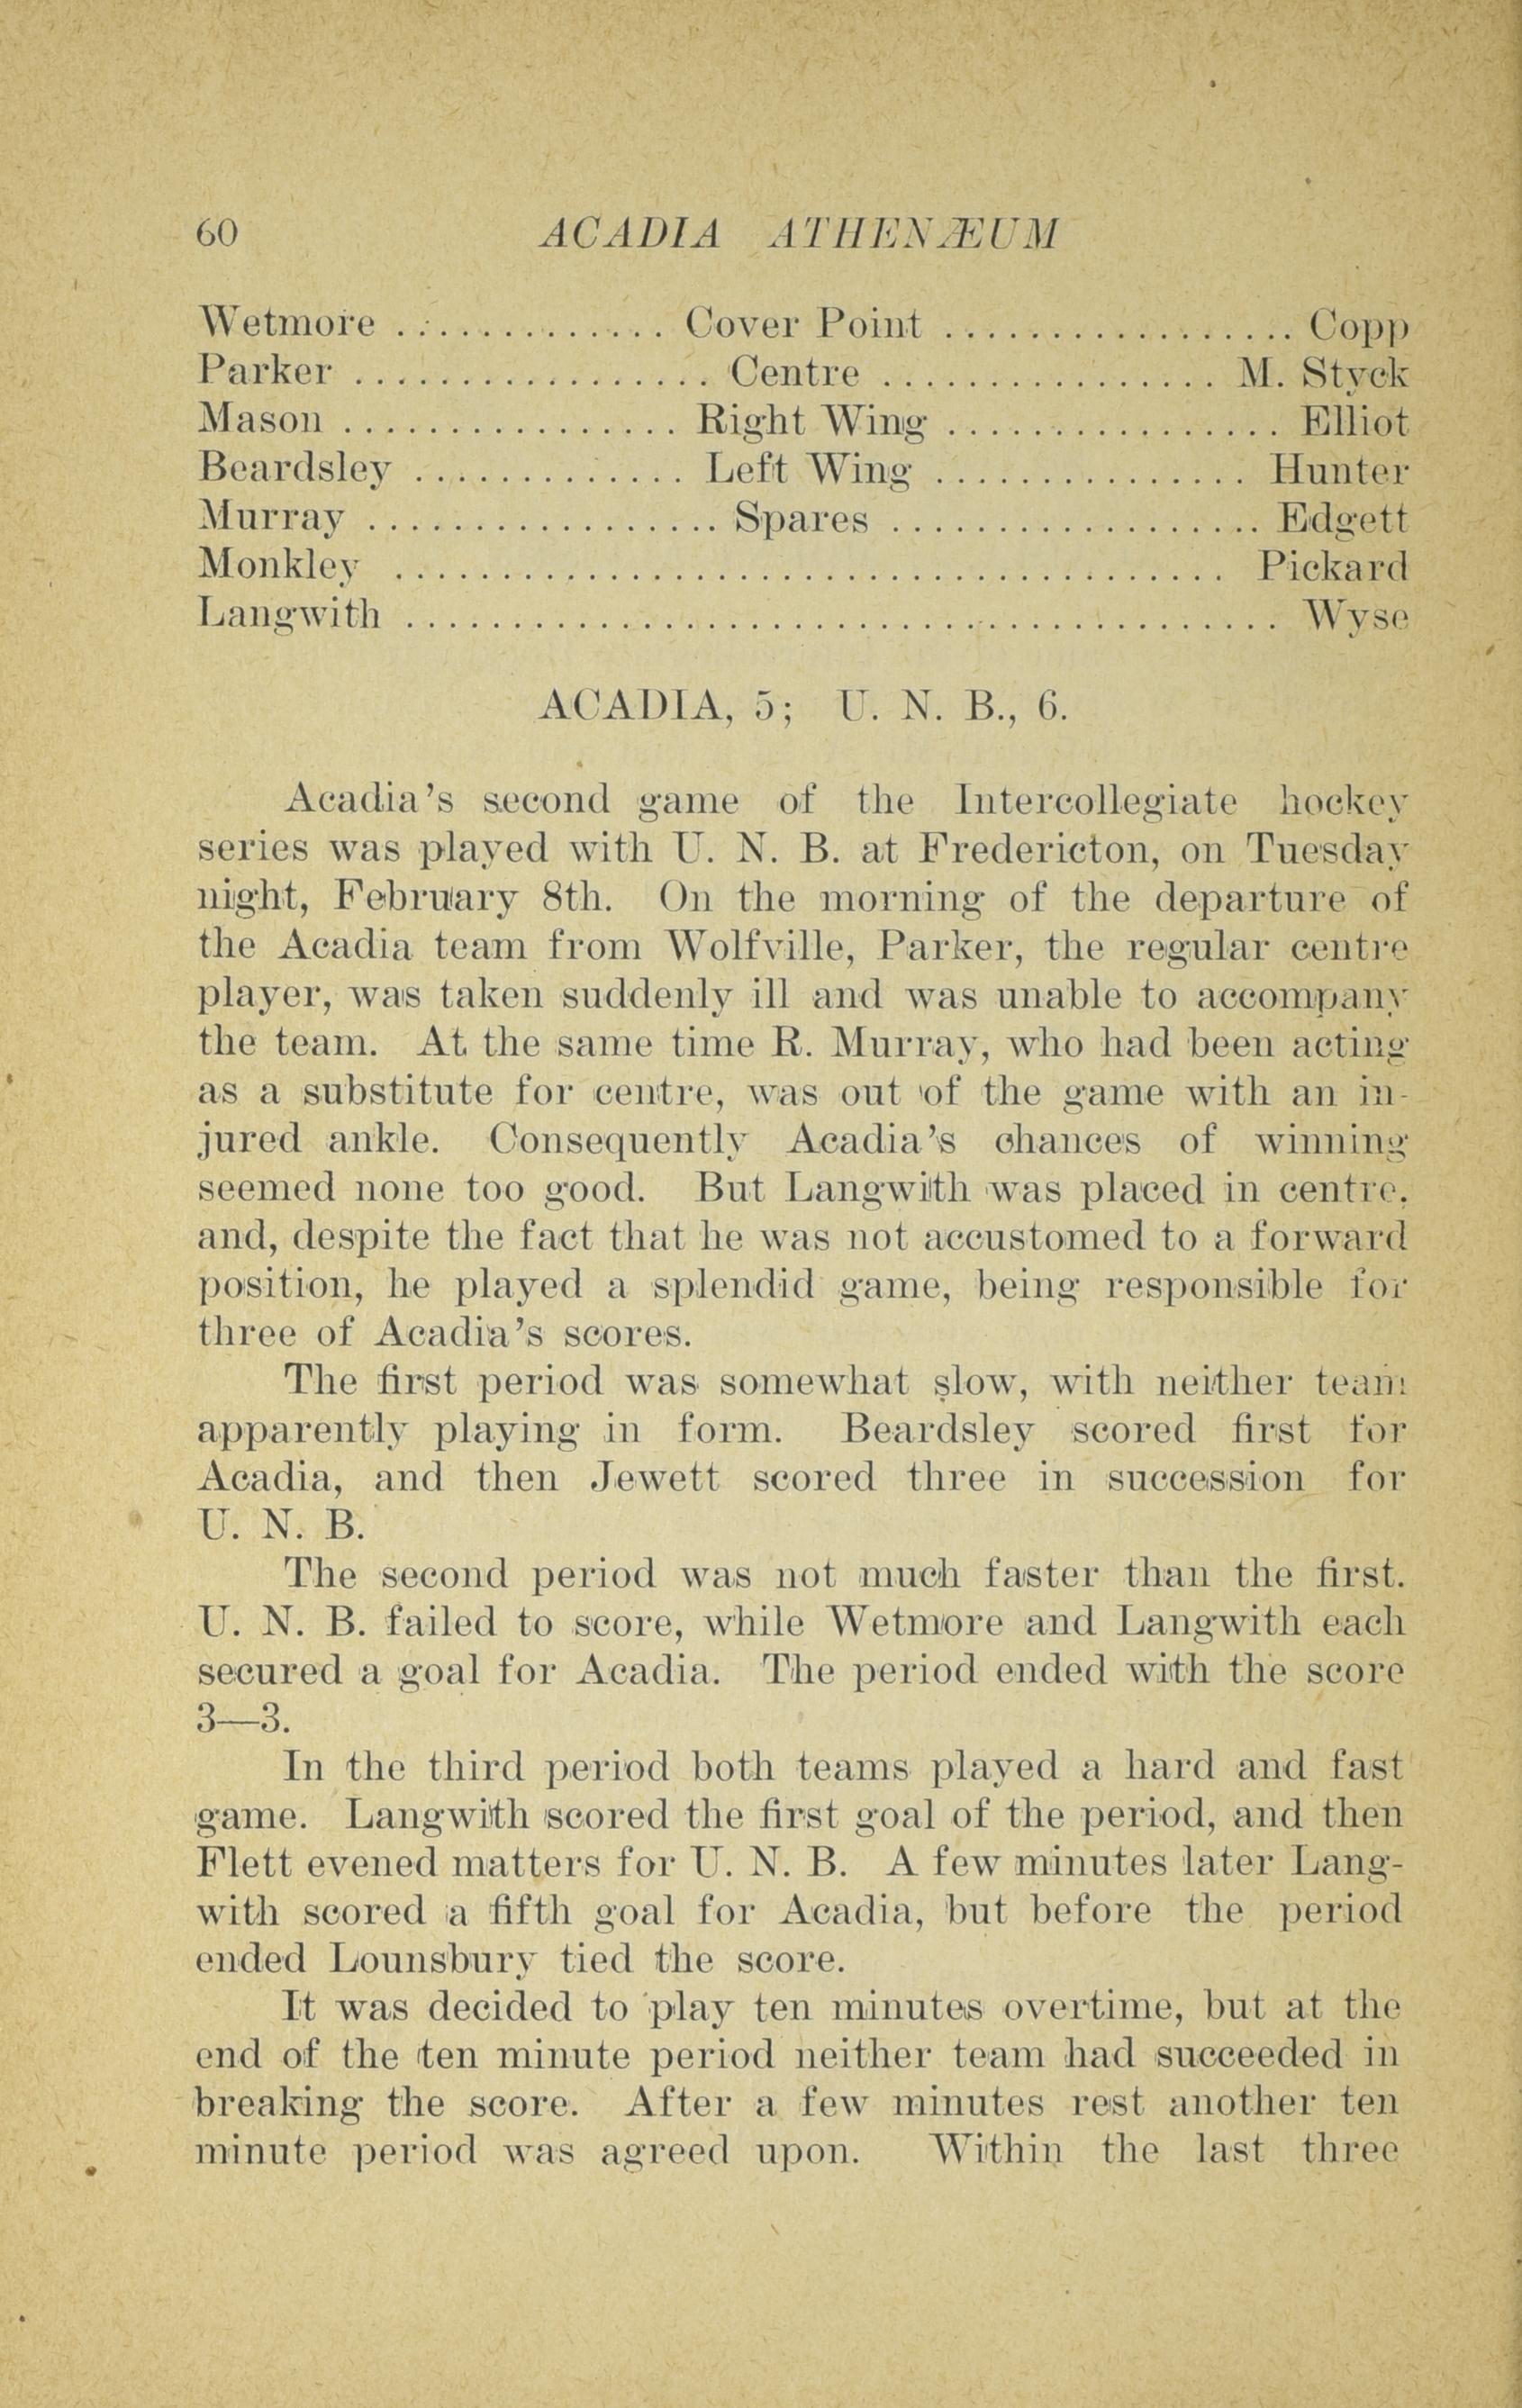 60 ACADIA ATHENÆUM
Wetmore ............. Cover Point ................. Copp
Parker ................. Centre ................ M. Styck
Mason ................ Right Wing ................ Elliot
Beardsley ............. Left Wing ............... Hunter
Murray ................. Spares .................. Edgett
Monkley ....................................... Pickard
Langwith ......................................... Wyse
ACADIA, 5; U. N. B., 6.
Acadia's second game of the Intercollegiate hockey
series was played with U. N. B. at Fredericton, on Tuesday
night, February 8th. On the morning of the departure of
the Acadia team from Wolfville, Parker, the regular centre
player, was taken suddenly ill and was unable to accompany
the team. At the same time R. Murray, who had been acting
as a substitute for centre, was out of the game with an in-
jured ankle. Consequently Acadia's chances of winning
seemed none too good. But Langwith was placed in centre,
and, despite the fact that he was not accustomed to a forward
position, he played a splendid game, being responsible for
three of Acadia's scores.
The first period was somewhat slow, with neither team
apparently playing in form. Beardsley scored first for
Acadia, and then Jewett scored three in succession for
U. N. B.
The second period was not much faster than the first.
U. N. B. failed to score, while Wetmore and Langwith each
secured a goal for Acadia. The period ended with the score
3—3.
In the third period both teams played a hard and fast
game. Langwith scored the first goal of the period, and then
Flett evened matters for U. N. B. A few minutes later Lang-
with scored a fifth goal for Acadia, but before the period
ended Lounsbury tied the score.
It was decided to play ten minutes overtime, but at the
end of the ten minute period neither team had succeeded in
breaking the score. After a few minutes rest another ten
minute period was agreed upon. Within the last three